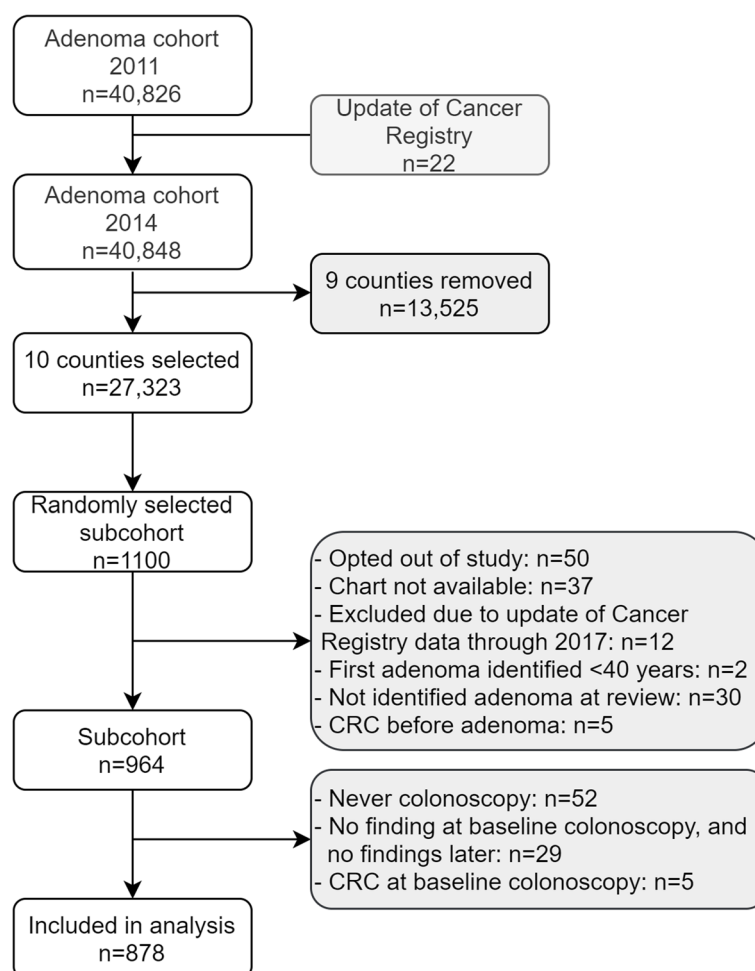 Adenoma cohort
2011
n=40,826
Update of Cancer
Registry
n=22
Adenoma cohort
2014
n=40,848
9 counties removed
n=13,525
10 counties selected
n=27,323
Randomly selected
subcohort
n=1100
- Opted out of study: n=50
- Chart not available: n=37
- Excluded due to update of Cancer
Registry data through 2017: n=12
- First adenoma identified <40 years: n=2
- Not identified adenoma at review: n=30
- CRC before adenoma: n=5
Subcohort
n=964
- Never colonoscopy: n=52
- No finding at baseline colonoscopy, and
no findings later: n=29
- CRC at baseline colonoscopy: n=5
Included in analysis
n=878